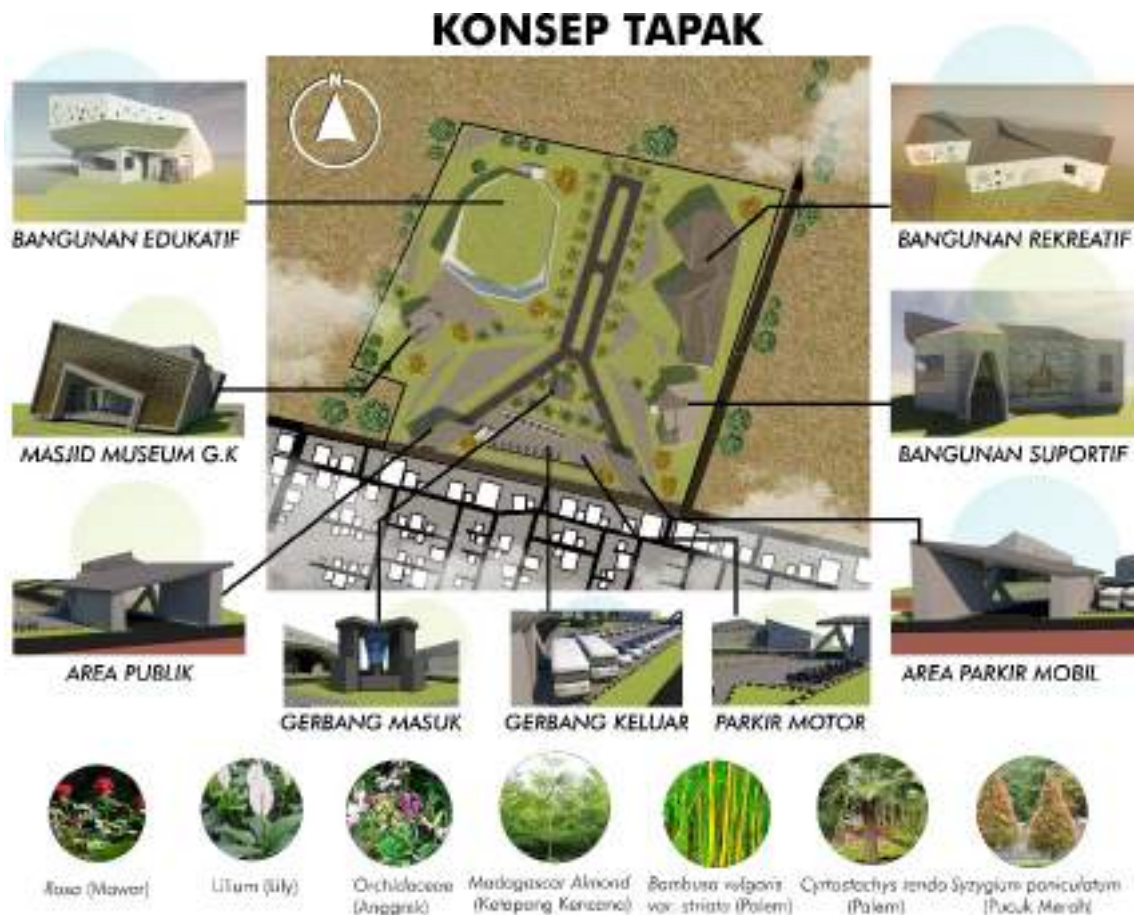 KONSEP TAPAK
N
BANGUNAN EDUKATIF
BANGUNAN REKREATIF
MASJID MUSEUM G.K
BANGUNAN SUPORTIF
AREA PUBLIK
AREA PARKIR MOBIL
GERBANG MASUK
GERBANG KELUAR
PARKIR MOTOR
Rosa (Mawar)
Lilium (Lily)
Orchidaceae
(Anggrek)
Madagascar Almond
(Ketapang Kencana)
Bambusa vulgaris
var. striata (Palem)
Cyrtostachys renda
(Palem)
Syzygium paniculatum
(Pucuk Merah)